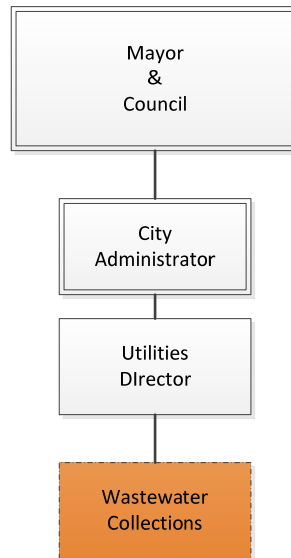 Mayor
&
Council
City
Administrator
Utilities
DIrector
Wastewater
Collections